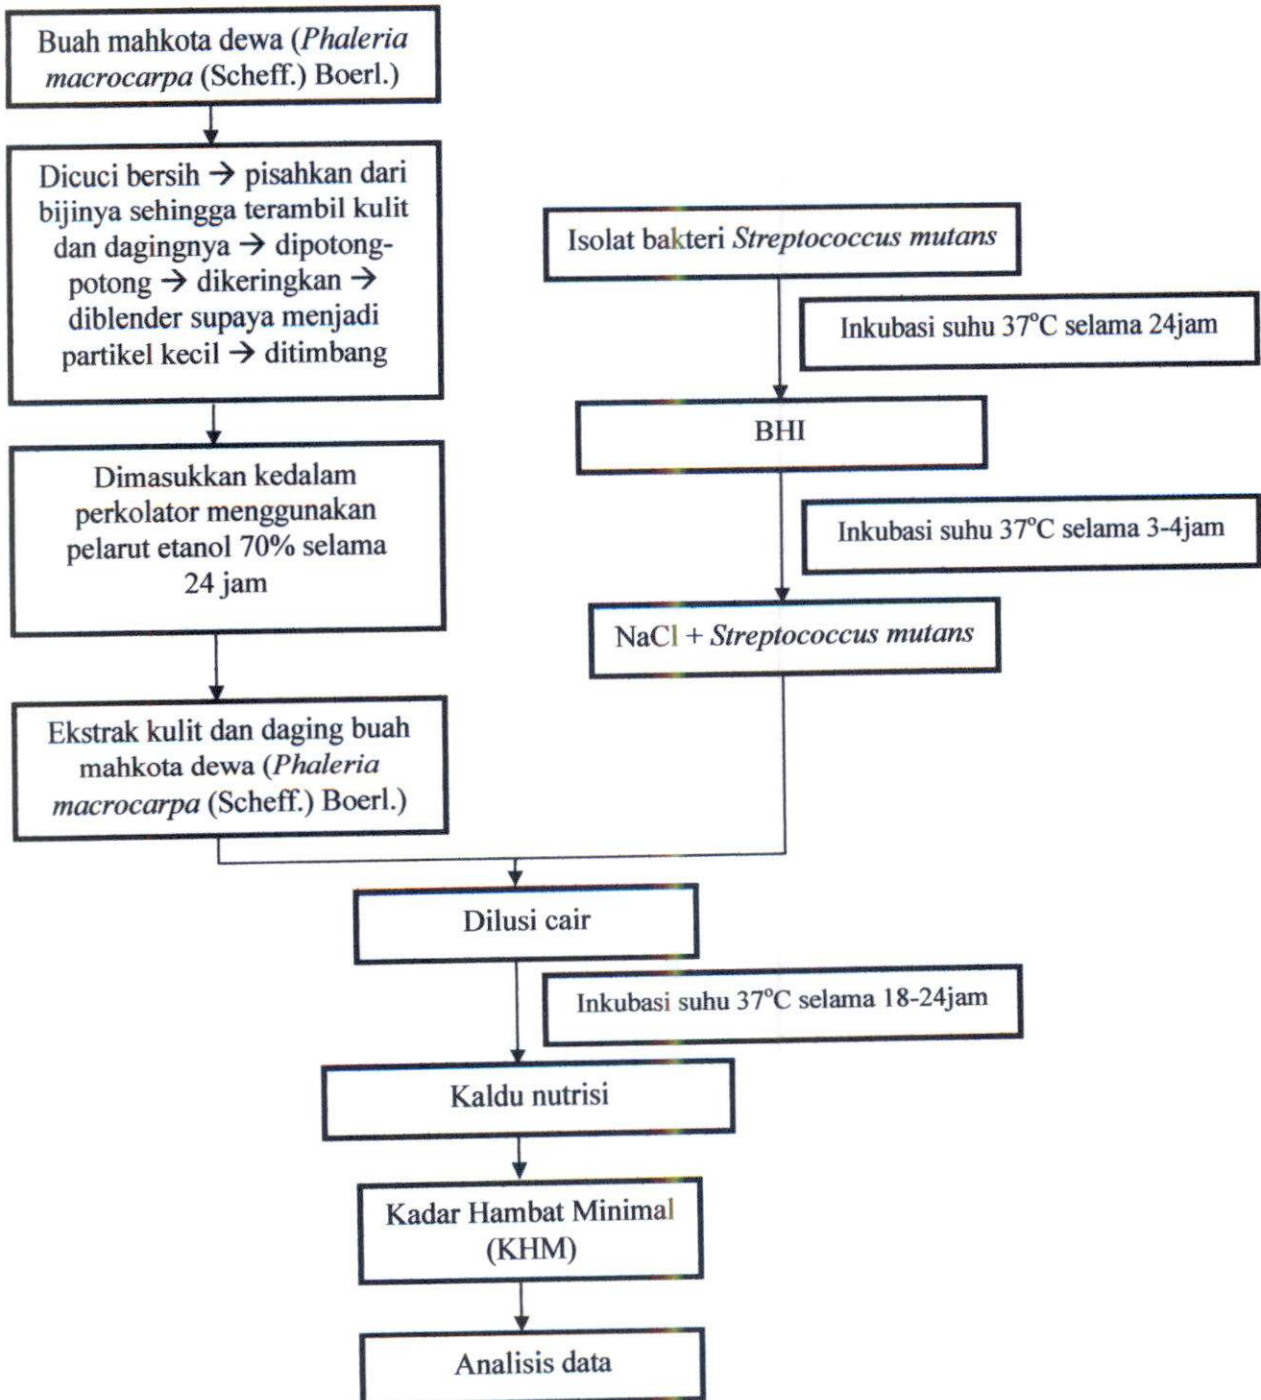 Buah mahkota dewa (Phaleria
macrocarpa (Scheff.) Boerl.)
Dicuci bersih → pisahkan dari
bijinya sehingga terambil kulit
dan dagingnya → dipotong-
potong → dikeringkan →
diblender supaya menjadi
partikel kecil → ditimbang
Dimasukkan kedalam
perkolator menggunakan
pelarut etanol 70% selama
24 jam
Ekstrak kulit dan daging buah
mahkota dewa (Phaleria
macrocarpa (Scheff.) Boerl.)
Isolat bakteri Streptococcus mutans
Inkubasi suhu 37°C selama 24jam
BHI
Inkubasi suhu 37°C selama 3-4jam
NaCl + Streptococcus mutans
Dilusi cair
Inkubasi suhu 37°C selama 18-24jam
Kaldu nutrisi
Kadar Hambat Minimal
(KHM)
Analisis data